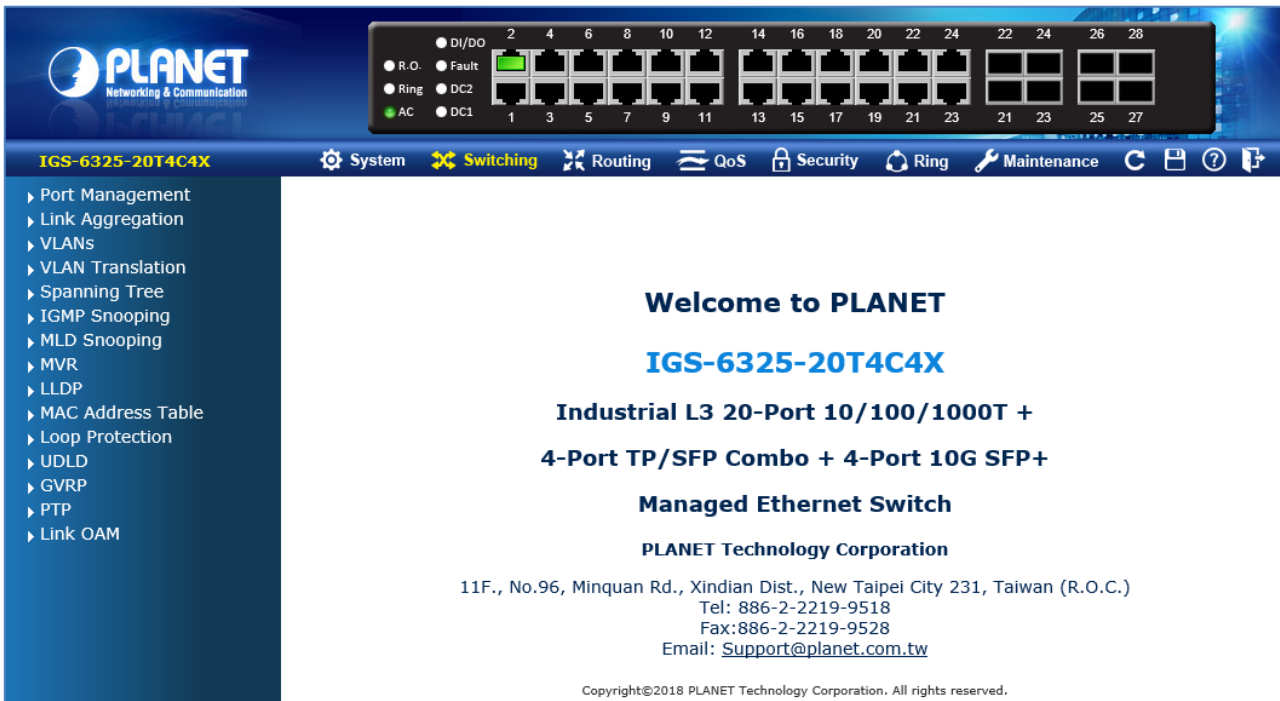 PLANET
Networking & Communication
DI/DO
R.O. Fault
Ring DC2
AC DC1
2 4 6 8 10 12 14 16 18 20 22 24 22 24 26 28
1 3 5 7 9 11 13 15 17 19 21 23 21 23 25 27
IGS-6325-20T4C4X
System Switching Routing QoS Security Ring Maintenance
Port Management
Link Aggregation
VLANs
VLAN Translation
Spanning Tree
IGMP Snooping
MLD Snooping
MVR
LLDP
MAC Address Table
Loop Protection
UDLD
GVRP
PTP
Link OAM
Welcome to PLANET
IGS-6325-20T4C4X
Industrial L3 20-Port 10/100/1000T +
4-Port TP/SFP Combo + 4-Port 10G SFP+
Managed Ethernet Switch
PLANET Technology Corporation
11F., No.96, Minquan Rd., Xindian Dist., New Taipei City 231, Taiwan (R.O.C.)
Tel: 886-2-2219-9518
Fax:886-2-2219-9528
Email: Support@planet.com.tw
Copyright©2018 PLANET Technology Corporation. All rights reserved.